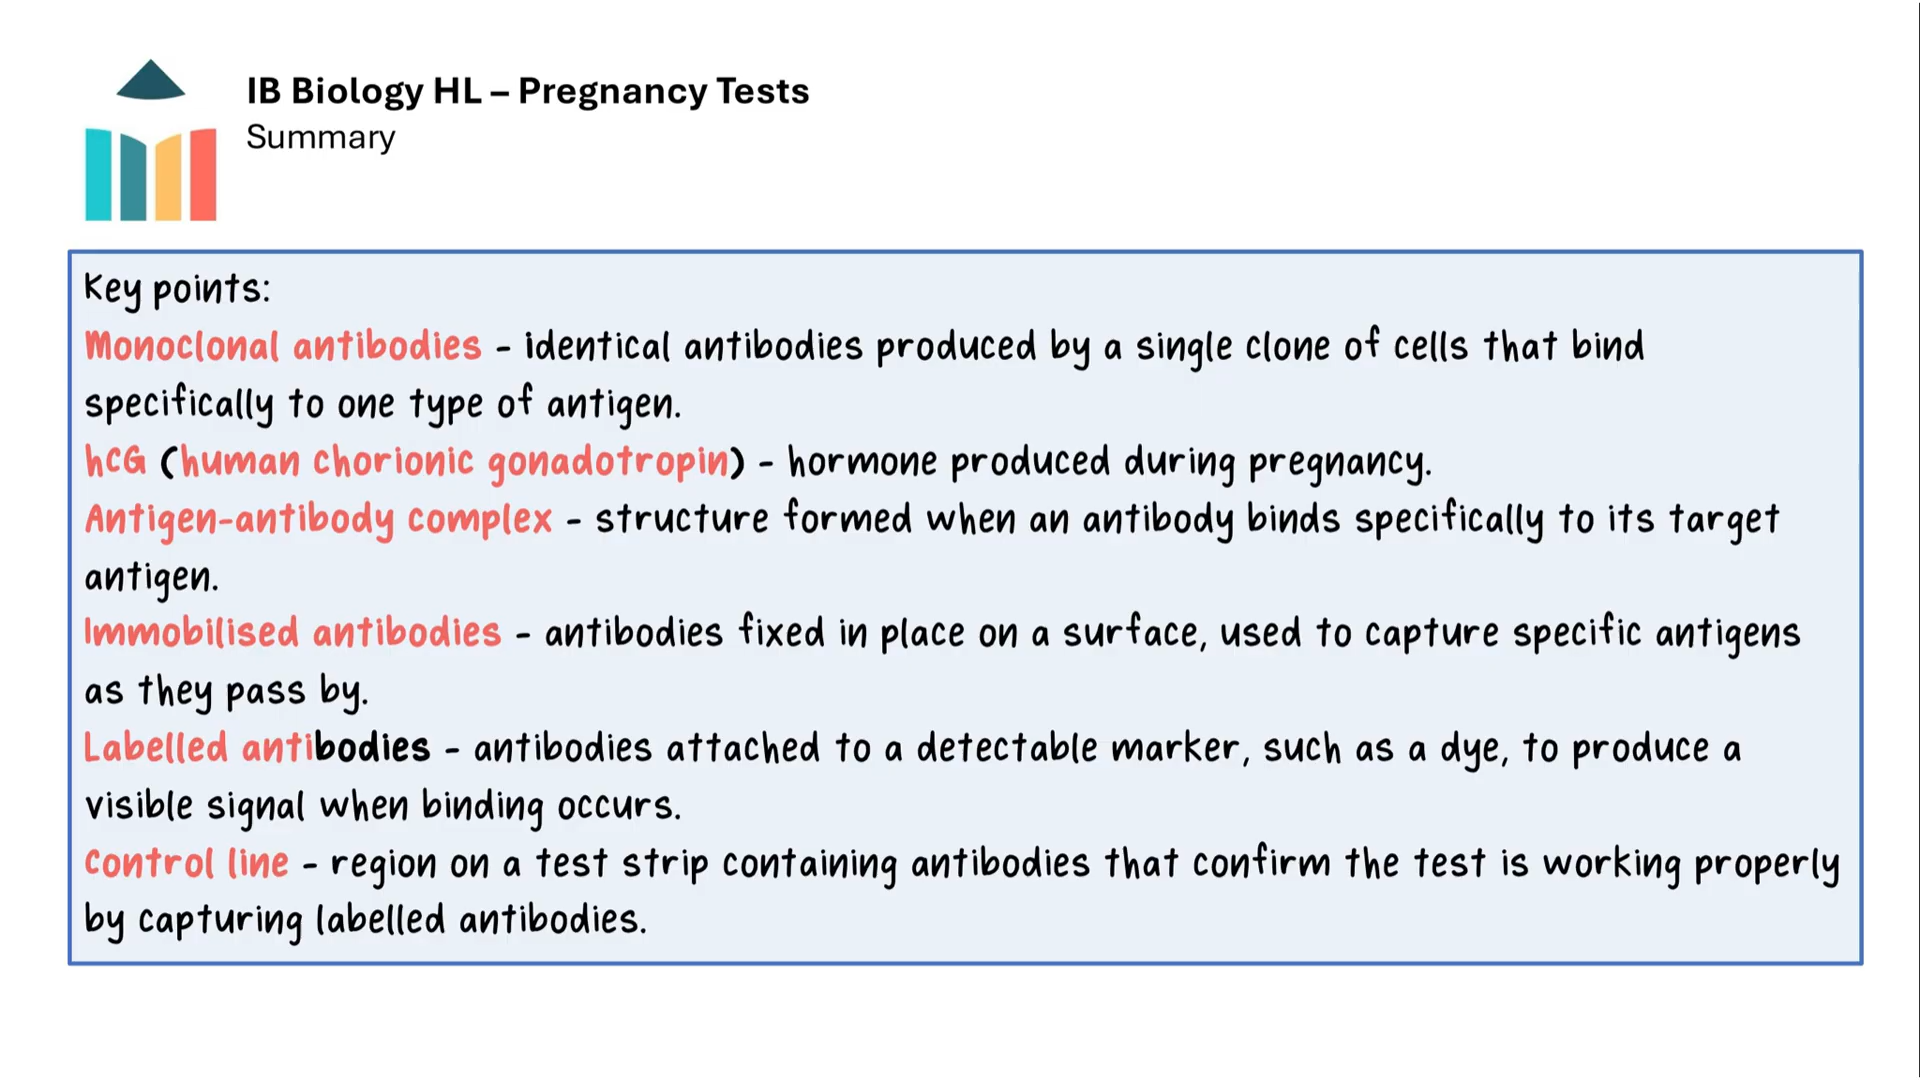 IB Biology HL – Pregnancy Tests
Summary
Key points:
Monoclonal antibodies - identical antibodies produced by a single clone of cells that bind
specifically to one type of antigen.
hCG (human chorionic gonadotropin) - hormone produced during pregnancy.
Antigen-antibody complex - structure formed when an antibody binds specifically to its target
antigen.
Immobilised antibodies - antibodies fixed in place on a surface, used to capture specific antigens
as they pass by.
Labelled antibodies - antibodies attached to a detectable marker, such as a dye, to produce a
visible signal when binding occurs.
Control line - region on a test strip containing antibodies that confirm the test is working properly
by capturing labelled antibodies.